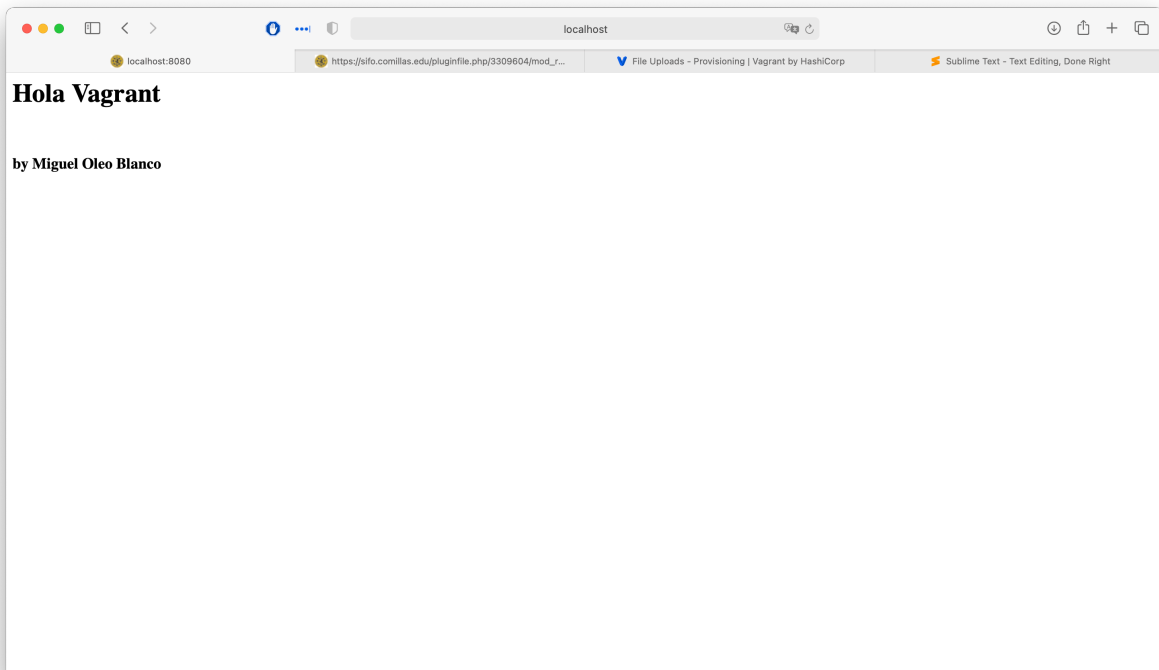 localhost
localhost:8080
https://sifo.comillas.edu/pluginfile.php/3309604/mod_r...
File Uploads - Provisioning | Vagrant by HashiCorp
Sublime Text - Text Editing, Done Right
Hola Vagrant
by Miguel Oleo Blanco